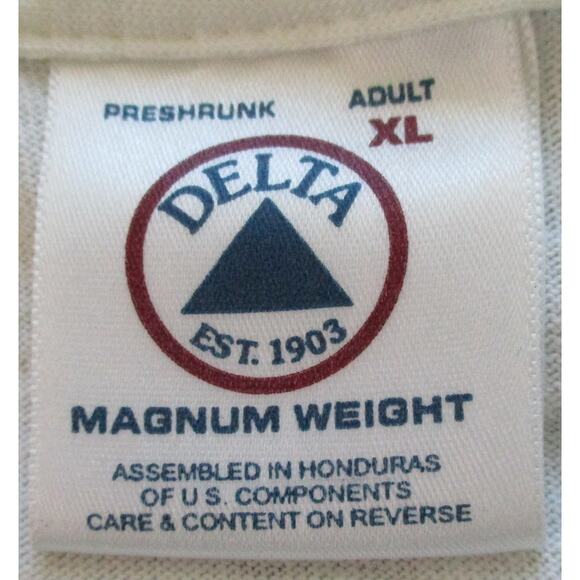 PRESHRUNK
ADULT
XL
DELTA
EST. 1903
MAGNUM WEIGHT
ASSEMBLED IN HONDURAS
OF U.S. COMPONENTS
CARE & CONTENT ON REVERSE